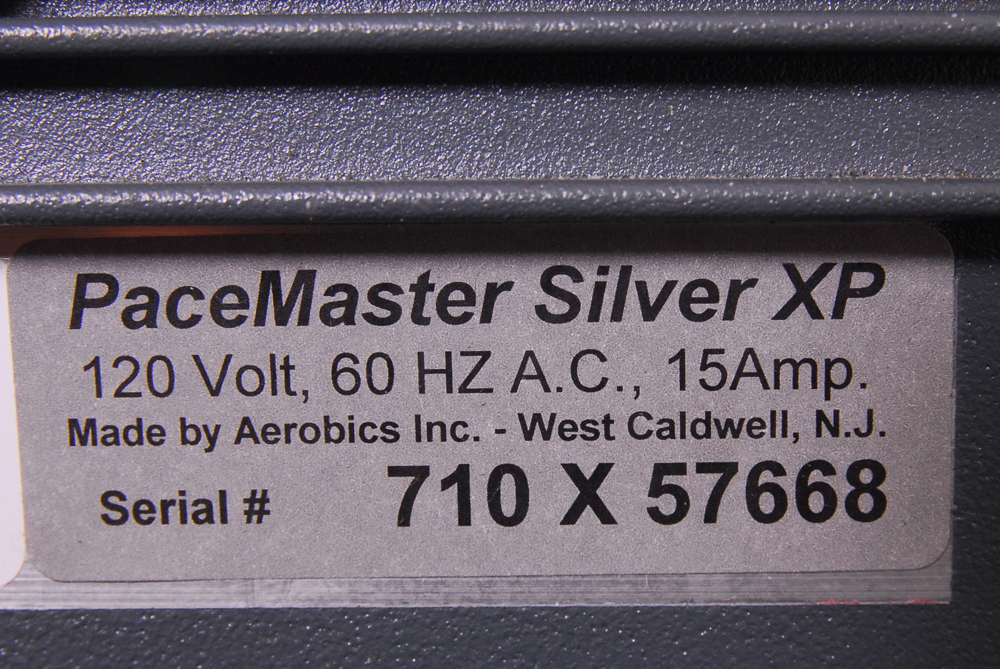 PaceMaster Silver XP
120 Volt, 60 HZ A.C., 15Amp.
Made by Aerobics Inc. - West Caldwell, N.J.
Serial # 710 X 57668